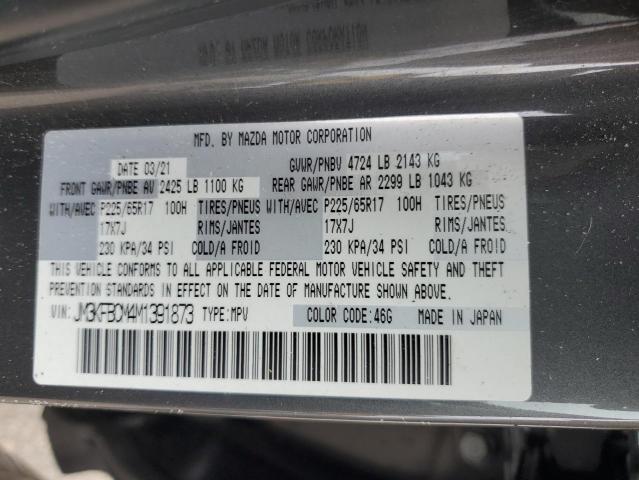 MFD. BY MAZDA MOTOR CORPORATION
DATE 03/21 GVWR/PNBV 4724 LB 2143 KG
FRONT GAWR/PNBE AV 2425 LB 1100 KG REAR GAWR/PNBE AR 2299 LB 1043 KG
WITH/AVEC P225/65R17 100H TIRES/PNEUS WITH/AVEC P225/65R17 100H TIRES/PNEUS
17X7J RIMS/JANTES 17X7J RIMS/JANTES
230 KPA/34 PSI COLD/A FROID 230 KPA/34 PSI COLD/A FROID
THIS VEHICLE CONFORMS TO ALL APPLICABLE FEDERAL MOTOR VEHICLE SAFETY AND THEFT
PREVENTION STANDARDS IN EFFECT ON THE DATE OF MANUFACTURE SHOWN ABOVE.
VIN: JM3KFBCM4M1391873 TYPE:MPV COLOR CODE:46G MADE IN JAPAN